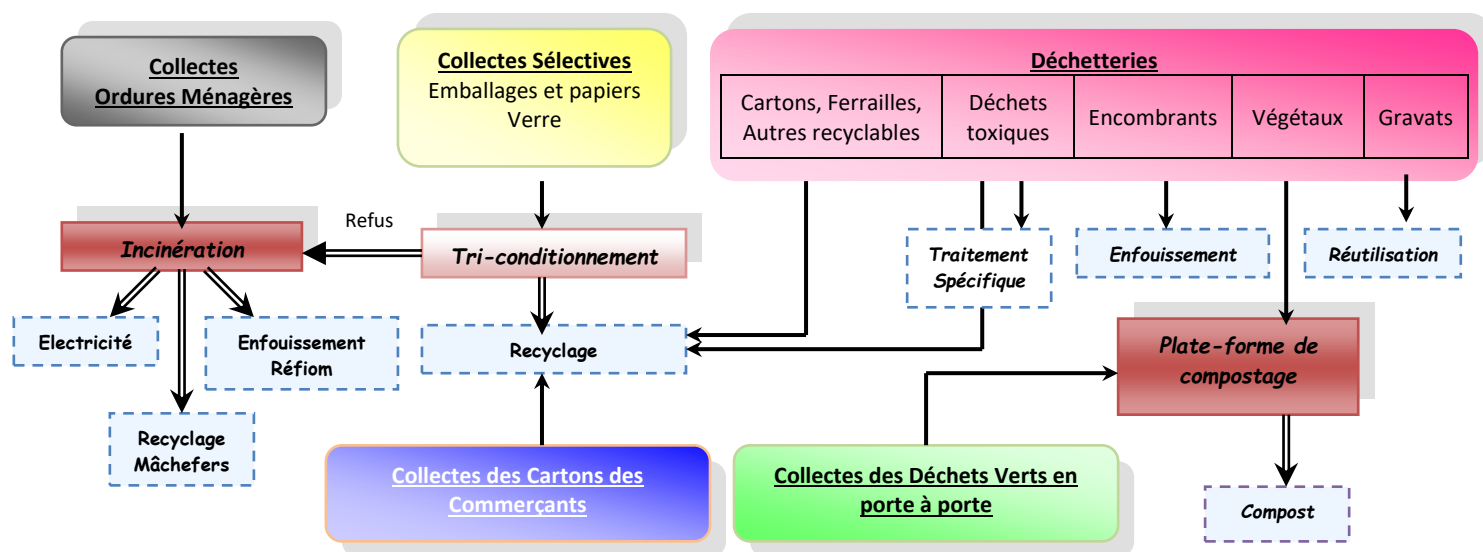 Collectes
Ordures Ménagères
Collectes Sélectives
Emballages et papiers
Verre
Déchetteries
Cartons, Ferrailles,
Autres recyclables
Déchets
toxiques
Encombrants
Végétaux
Gravats
Refus
Incinération
Tri-conditionnement
Traitement
Spécifique
Enfouissement
Réutilisation
Electricité
Enfouissement
Réfiom
Recyclage
Plate-forme de
compostage
Recyclage
Mâchefers
Collectes des Cartons des
Commerçants
Collectes des Déchets Verts en
porte à porte
Compost